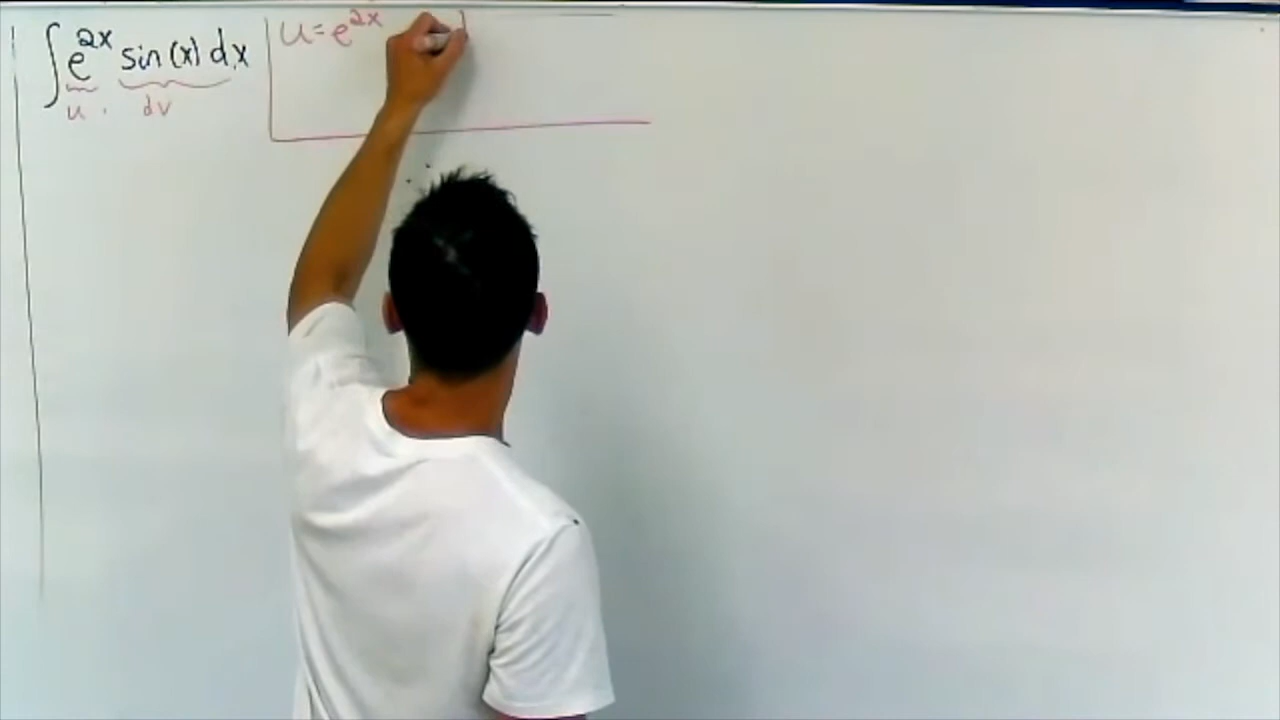 ∫ e^{2x} sin(x) dx
u . dv
u = e^{2x}